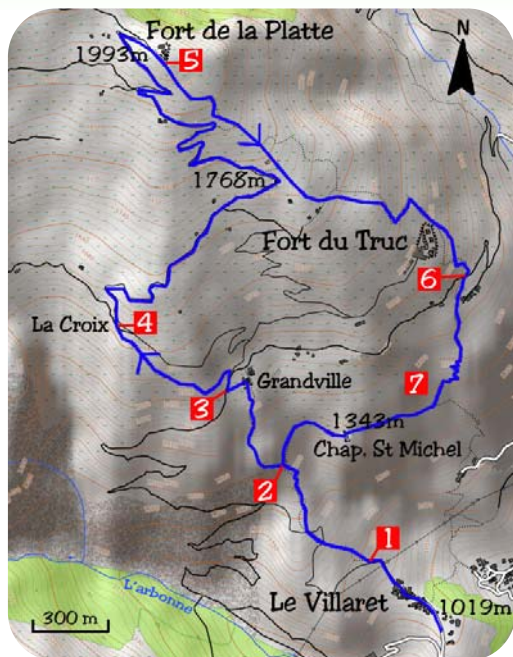 Fort de la Platte
N
1993m
5
1768m
Fort du Truc
6
La Croix
4
Grandville
7
3
1343m
Chap. St Michel
2
1
Le Villaret
1019m
L'arbonne
300 m